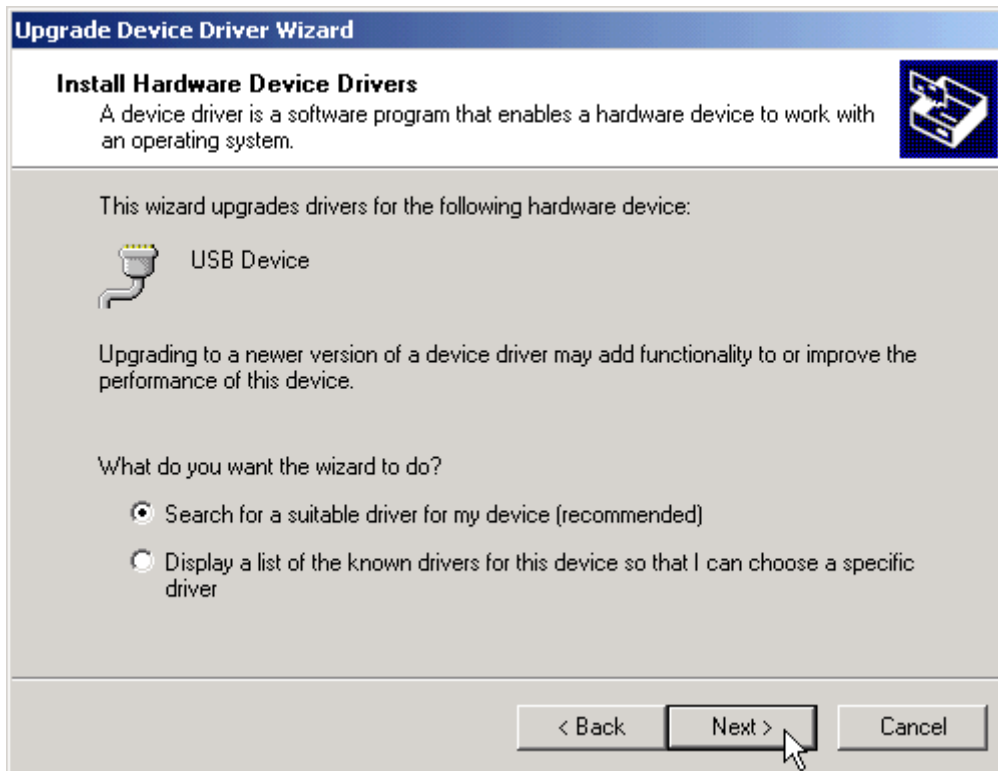 Upgrade Device Driver Wizard
Install Hardware Device Drivers
A device driver is a software program that enables a hardware device to work with
an operating system.
This wizard upgrades drivers for the following hardware device:
USB Device
Upgrading to a newer version of a device driver may add functionality to or improve the
performance of this device.
What do you want the wizard to do?
Search for a suitable driver for my device (recommended)
Display a list of the known drivers for this device so that I can choose a specific
driver
< Back Next > Cancel